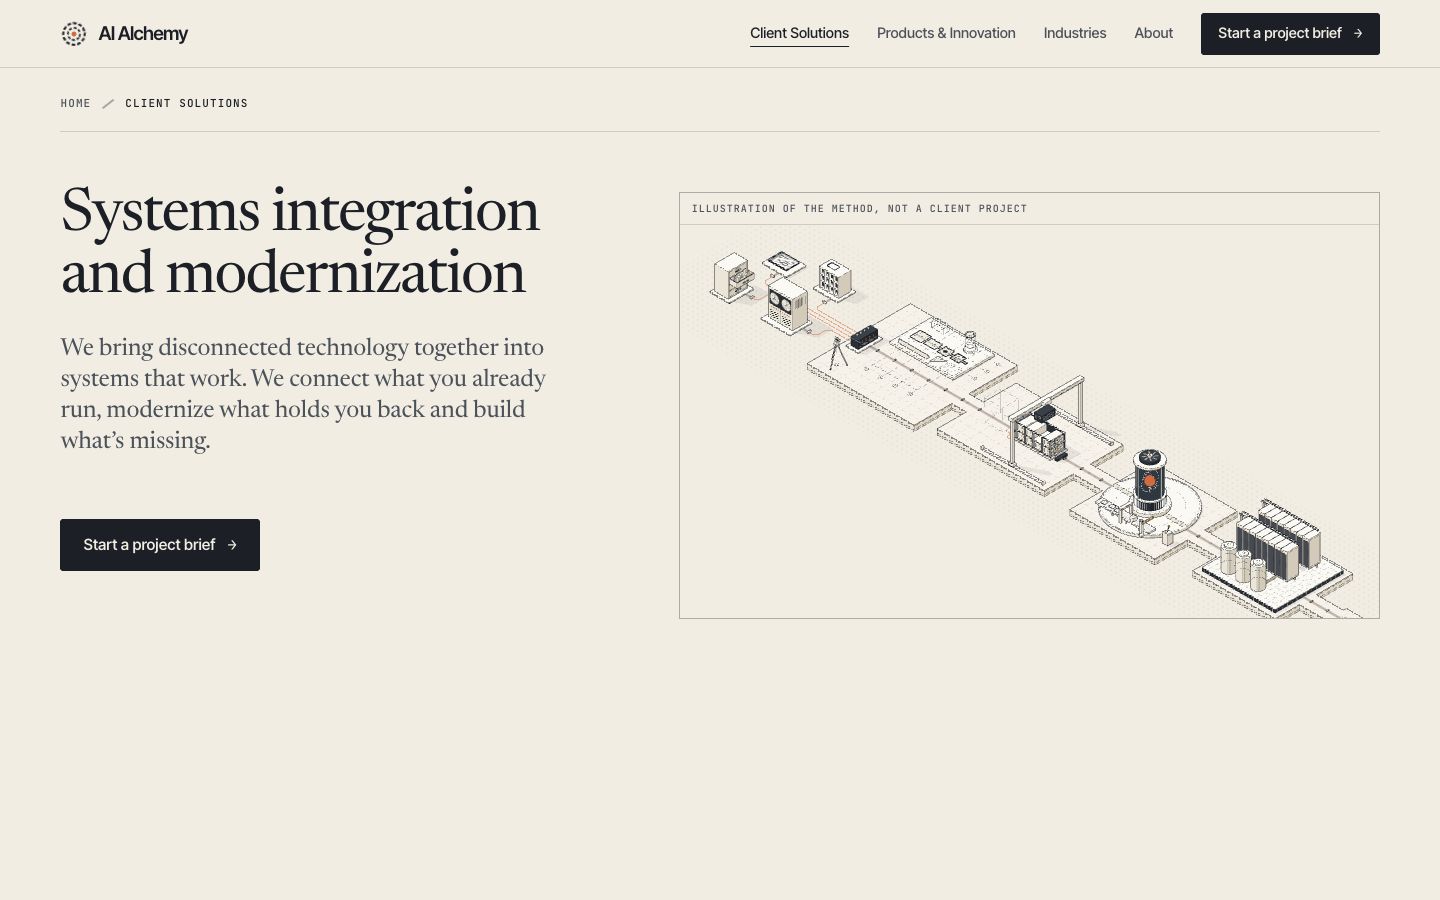 AI Alchemy
Client Solutions
Products & Innovation
Industries
About
Start a project brief →
HOME / CLIENT SOLUTIONS
Systems integration
and modernization
We bring disconnected technology together into
systems that work. We connect what you already
run, modernize what holds you back and build
what’s missing.
Start a project brief →
ILLUSTRATION OF THE METHOD, NOT A CLIENT PROJECT